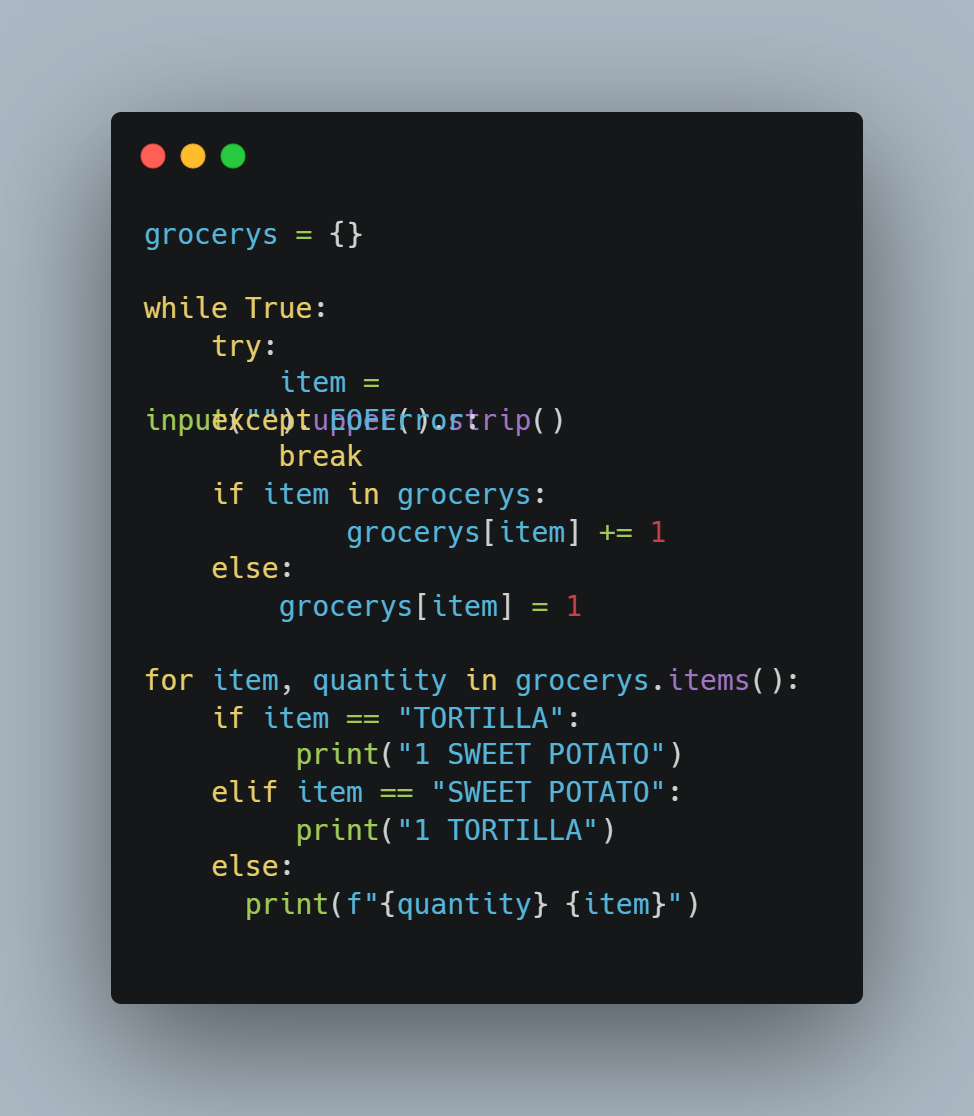 grocerys = {}
while True:
    try:
        item =
input("").upper().strip()
    except EOFError:
        break
    if item in grocerys:
            grocerys[item] += 1
    else:
        grocerys[item] = 1
for item, quantity in grocerys.items():
    if item == "TORTILLA":
         print("1 SWEET POTATO")
    elif item == "SWEET POTATO":
         print("1 TORTILLA")
    else:
      print(f"{quantity} {item}")